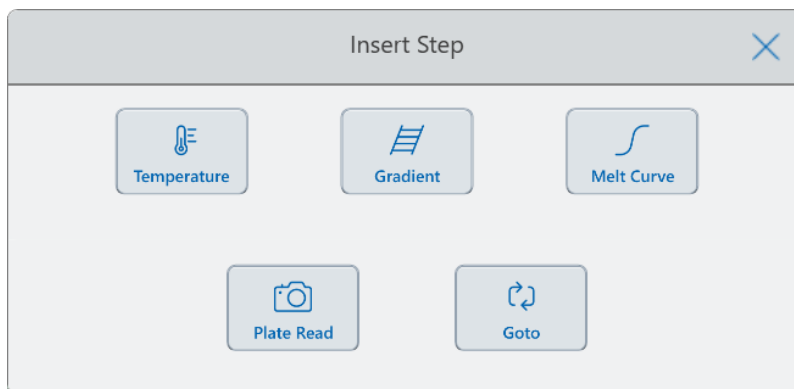 Insert Step
Temperature
Gradient
Melt Curve
Plate Read
Goto